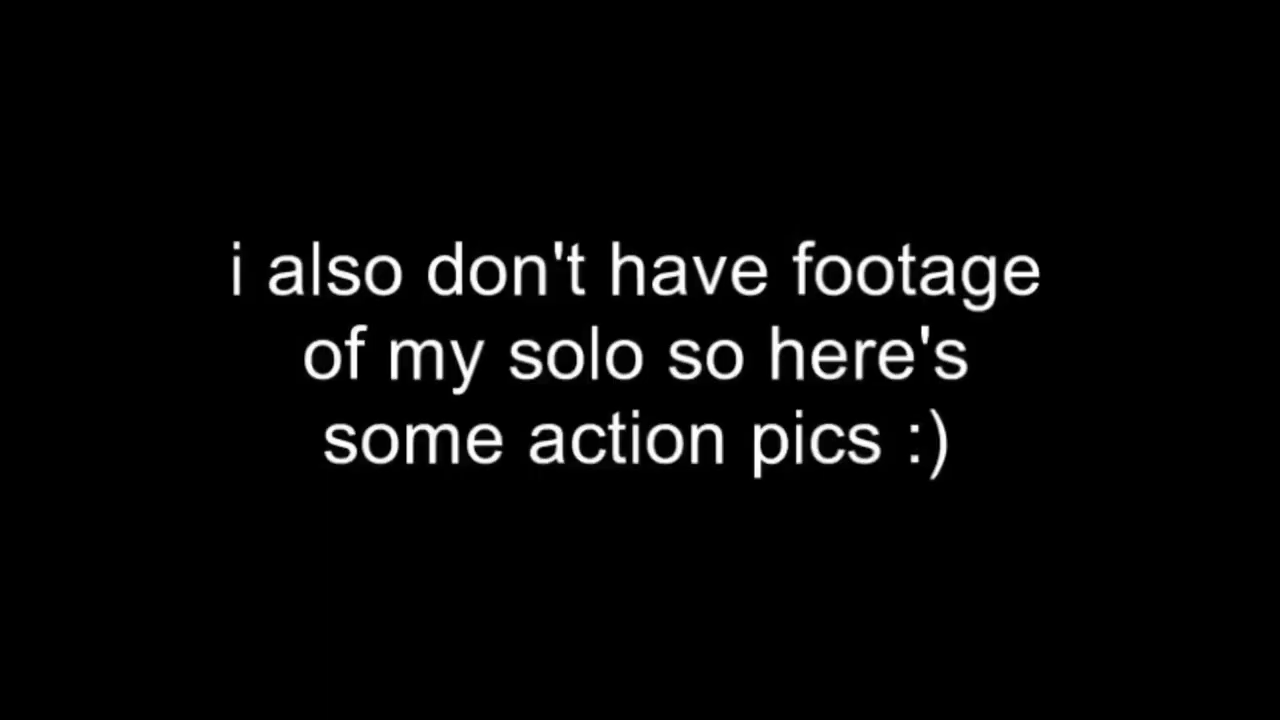 i also don't have footage
of my solo so here's
some action pics :)